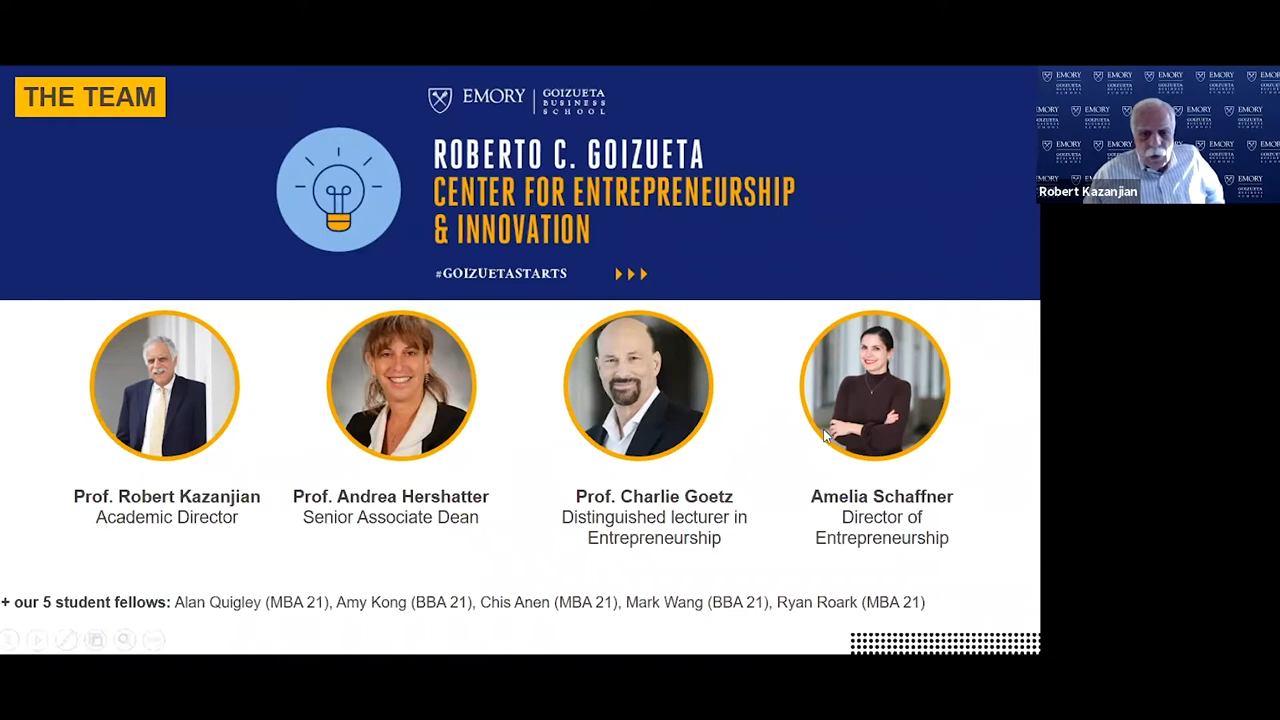 THE TEAM
EMORY
GOIZUETA
BUSINESS
SCHOOL
ROBERTO C. GOIZUETA
CENTER FOR ENTREPRENEURSHIP
& INNOVATION
#GOIZUETASTARTS
Robert Kazanjian
Prof. Robert Kazanjian
Academic Director
Prof. Andrea Hershatter
Senior Associate Dean
Prof. Charlie Goetz
Distinguished lecturer in
Entrepreneurship
Amelia Schaffner
Director of
Entrepreneurship
+ our 5 student fellows: Alan Quigley (MBA 21), Amy Kong (BBA 21), Chis Anen (MBA 21), Mark Wang (BBA 21), Ryan Roark (MBA 21)